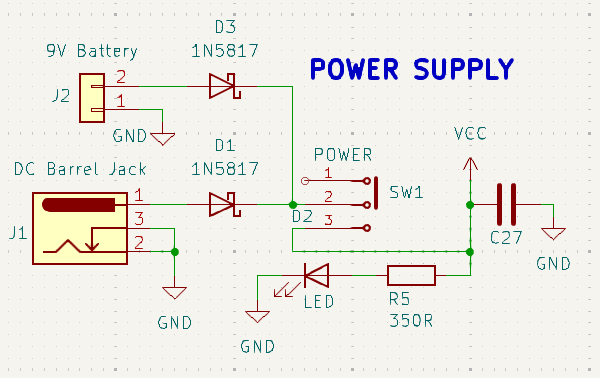 D3
1N5817
9V Battery
J2
2
1
GND
POWER SUPPLY
D1
1N5817
DC Barrel Jack
J1
1
3
2
GND
POWER
1
2
3
SW1
D2
VCC
C27
GND
LED
R5
350R
GND